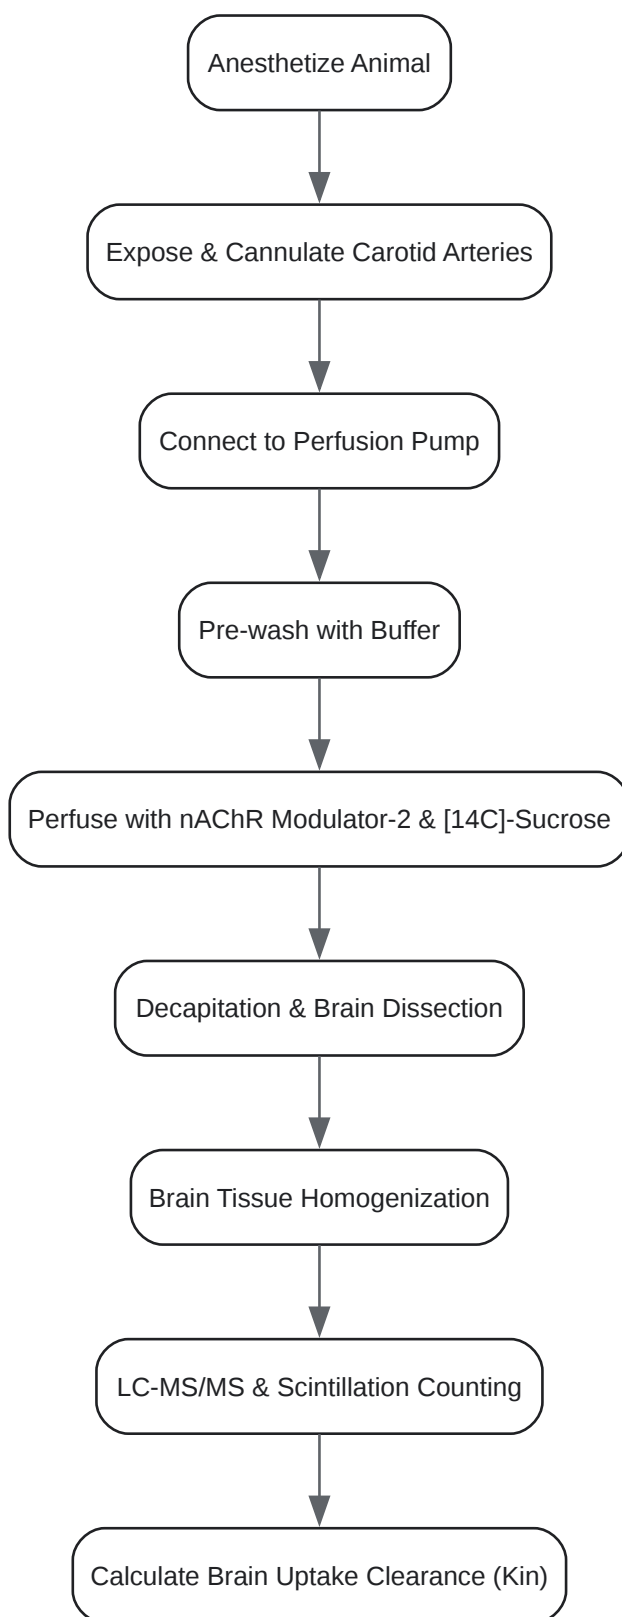 Anesthetize Animal
Expose & Cannulate Carotid Arteries
Connect to Perfusion Pump
Pre-wash with Buffer
Perfuse with nAChR Modulator-2 & [14C]-Sucrose
Decapitation & Brain Dissection
Brain Tissue Homogenization
LC-MS/MS & Scintillation Counting
Calculate Brain Uptake Clearance (Kin)